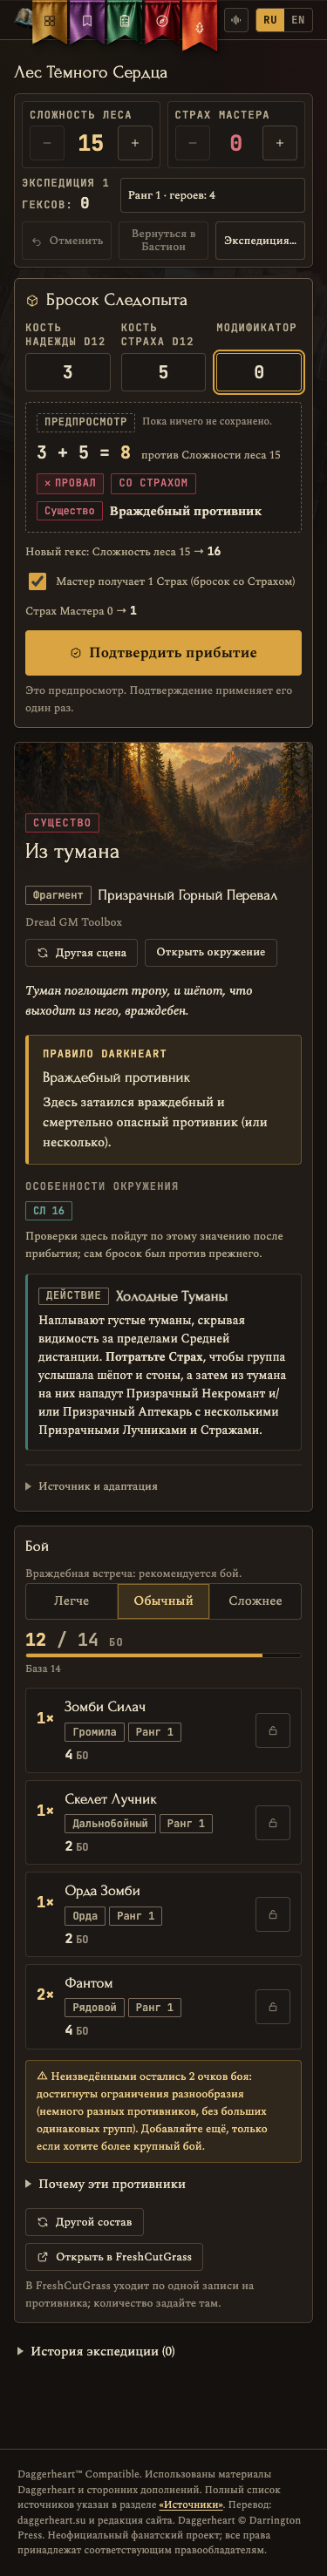 RU EN
Лес Тёмного Сердца
СЛОЖНОСТЬ ЛЕСА
− 15 +
СТРАХ МАСТЕРА
− 0 +
ЭКСПЕДИЦИЯ 1
ГЕКСОВ: 0
Ранг 1 · героев: 4
Отменить
Вернуться в
Бастион
Экспедиция…
Бросок Следопыта
КОСТЬ
НАДЕЖДЫ D12
КОСТЬ
СТРАХА D12
МОДИФИКАТОР
3
5
0
ПРЕДПРОСМОТР Пока ничего не сохранено.
3 + 5 = 8 против Сложности леса 15
× ПРОВАЛ СО СТРАХОМ
Существо Враждебный противник
Новый гекс: Сложность леса 15 → 16
Мастер получает 1 Страх (бросок со Страхом)
Страх Мастера 0 → 1
Подтвердить прибытие
Это предпросмотр. Подтверждение применяет его
один раз.
СУЩЕСТВО
Из тумана
Фрагмент Призрачный Горный Перевал
Dread GM Toolbox
Другая сцена
Открыть окружение
Туман поглощает тропу, и шёпот, что
выходит из него, враждебен.
ПРАВИЛО DARKHEART
Враждебный противник
Здесь затаился враждебный и
смертельно опасный противник (или
несколько).
ОСОБЕННОСТИ ОКРУЖЕНИЯ
СЛ 16
Проверки здесь пойдут по этому значению после
прибытия; сам бросок был против прежнего.
ДЕЙСТВИЕ Холодные Туманы
Наплывают густые туманы, скрывая
видимость за пределами Средней
дистанции. Потратьте Страх, чтобы группа
услышала шёпот и стоны, а затем из тумана
на них нападут Призрачный Некромант и/
или Призрачный Аптекарь с несколькими
Призрачными Лучниками и Стражами.
Источник и адаптация
Бой
Враждебная встреча: рекомендуется бой.
Легче
Обычный
Сложнее
12 / 14 БО
База 14
1× Зомби Силач
Громила Ранг 1
4 БО
1× Скелет Лучник
Дальнобойный Ранг 1
2 БО
1× Орда Зомби
Орда Ранг 1
2 БО
2× Фантом
Рядовой Ранг 1
4 БО
⚠ Неизведёнными остались 2 очков боя:
достигнуты ограничения разнообразия
(немного разных противников, без больших
одинаковых групп). Добавляйте ещё, только
если хотите более крупный бой.
Почему эти противники
Другой состав
Открыть в FreshCutGrass
В FreshCutGrass уходит по одной записи на
противника; количество задайте там.
История экспедиции (0)
Daggerheart™ Compatible. Использованы материалы
Daggerheart и сторонних дополнений. Полный список
источников указан в разделе «Источники». Перевод:
daggerheart.su и редакция сайта. Daggerheart © Darrington
Press. Неофициальный фанатский проект; все права
принадлежат соответствующим правообладателям.